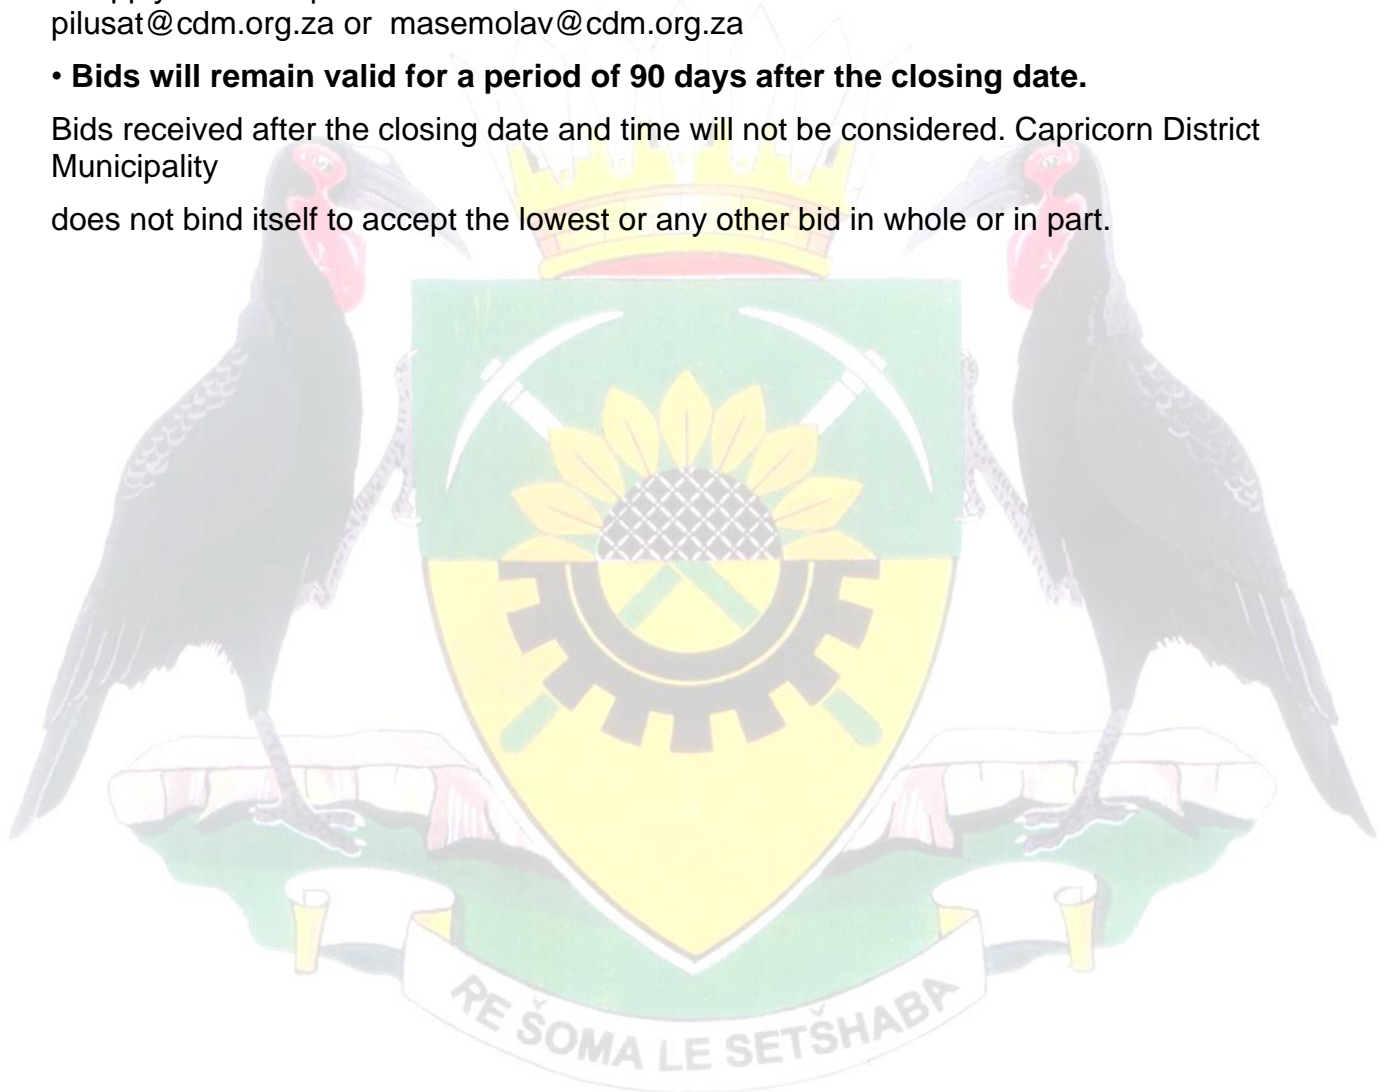 pilusat@cdm.org.za or masemolav@cdm.org.za
• Bids will remain valid for a period of 90 days after the closing date.
Bids received after the closing date and time will not be considered. Capricorn District
Municipality
does not bind itself to accept the lowest or any other bid in whole or in part.
RE ŠOMA LE SETŠHABA